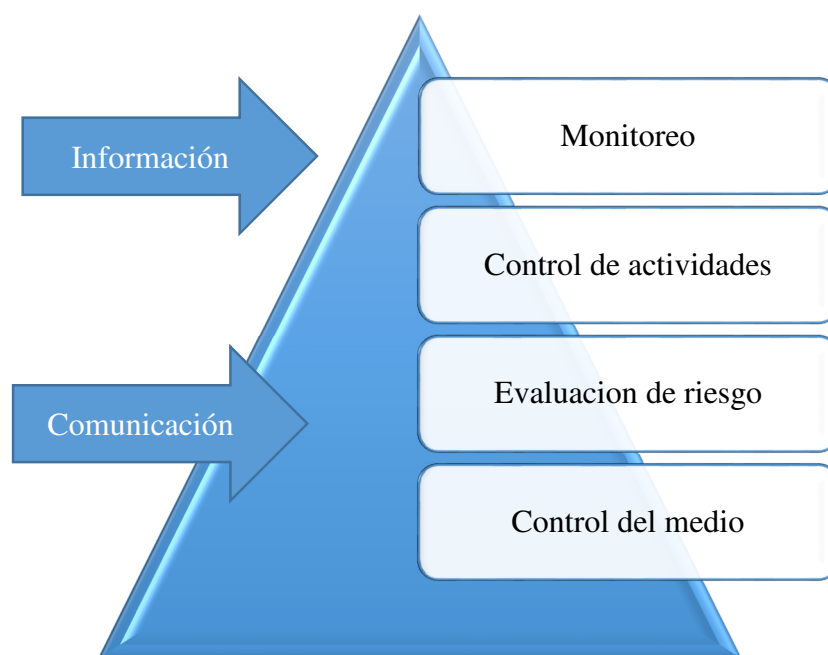 Información
Monitoreo
Control de actividades
Evaluacion de riesgo
Comunicación
Control del medio